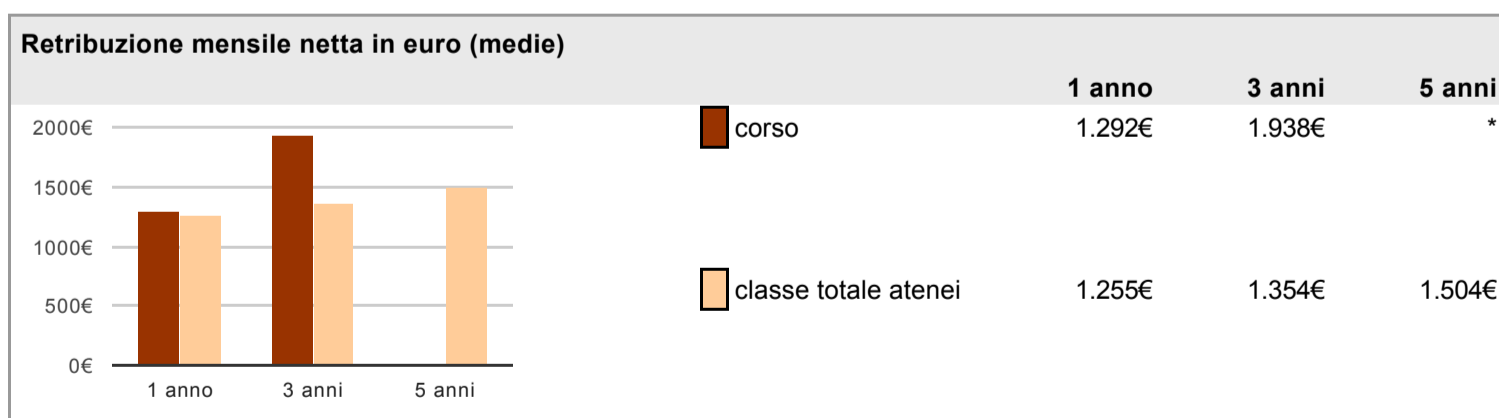 Retribuzione mensile netta in euro (medie)
1 anno 3 anni 5 anni
corso 1.292€ 1.938€ *
classe totale atenei 1.255€ 1.354€ 1.504€
2000€
1500€
1000€
500€
0€
1 anno 3 anni 5 anni